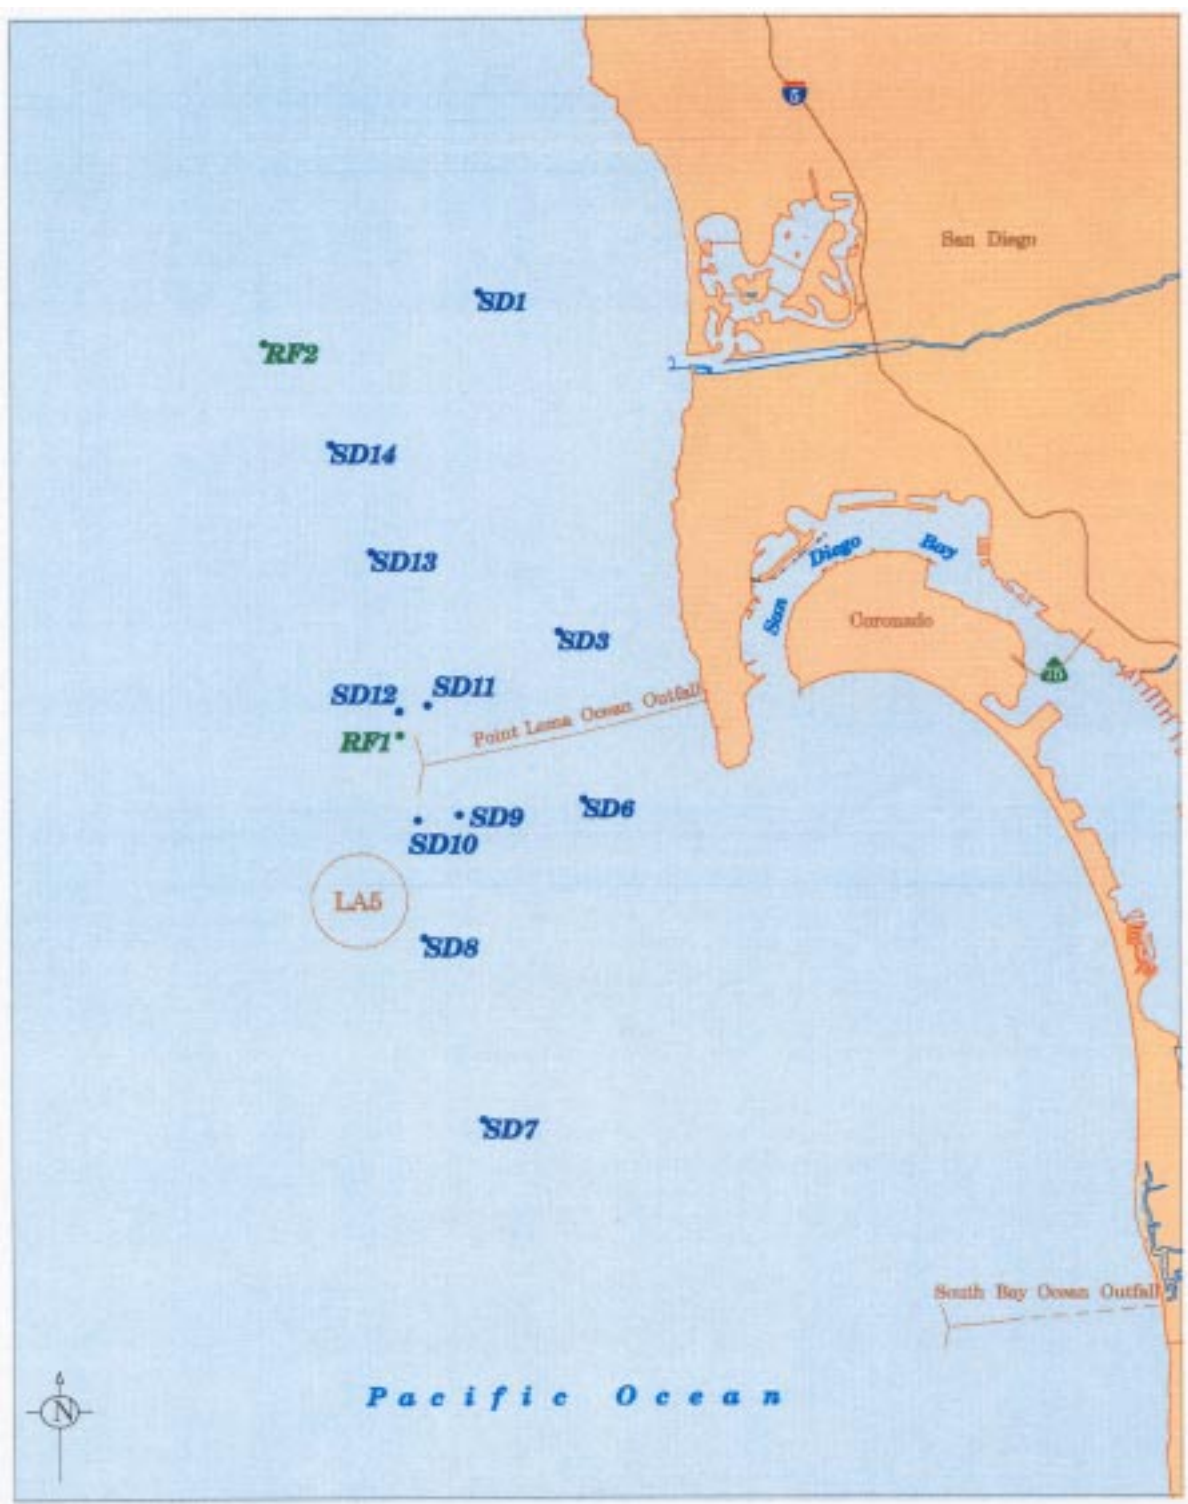 5
San Diego
SD1
RF2
SD14
SD13
San Diego Bay
Coronado
SD3
SD12
SD11
RF1
Point Loma Ocean Outfall
SD6
SD9
SD10
LA5
SD8
SD7
South Bay Ocean Outfall
Pacific Ocean
N